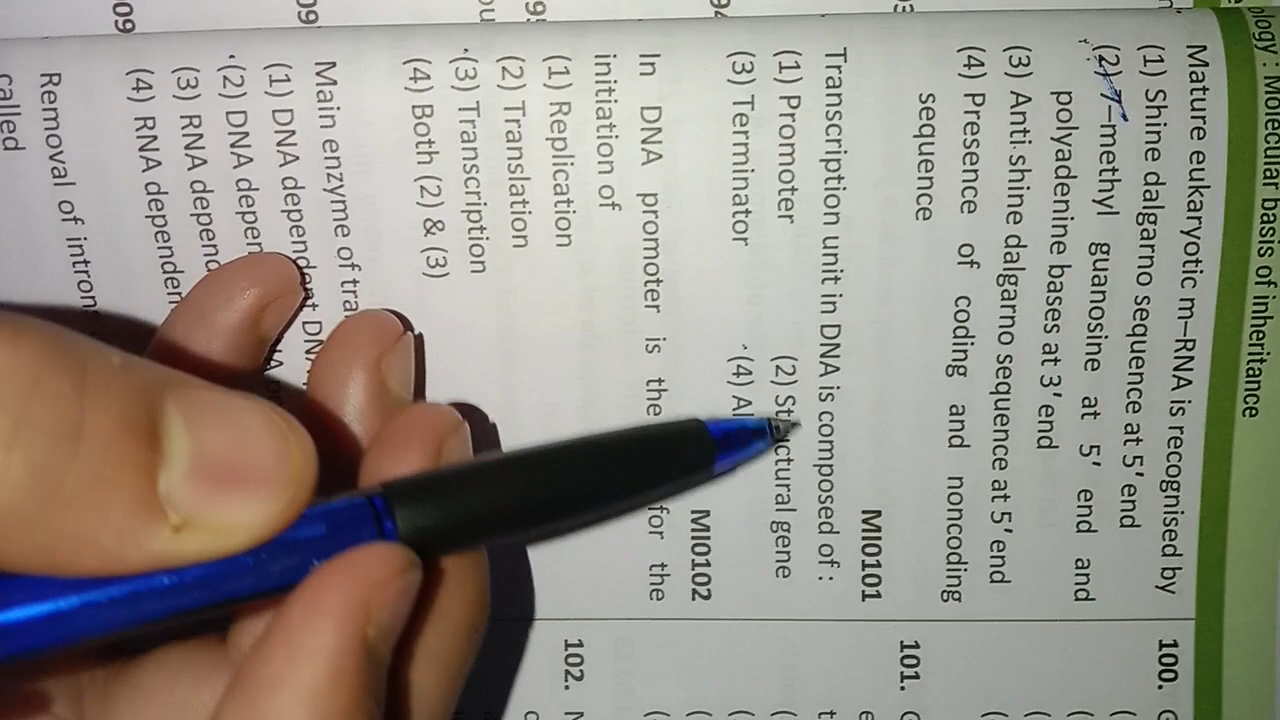 ology : Molecular basis of inheritance
Mature eukaryotic m–RNA is recognised by
(1) Shine dalgarno sequence at 5' end
(2) 7–methyl guanosine at 5' end and
polyadenine bases at 3' end
(3) Anti.shine dalgarno sequence at 5' end
(4) Presence of coding and noncoding
sequence
MI0101
Transcription unit in DNA is composed of :
(1) Promoter (2) Structural gene
(3) Terminator (4) Al
MI0102
In DNA promoter is the for the
initiation of
(1) Replication
(2) Translation
(3) Transcription
(4) Both (2) & (3)
Main enzyme of tra
(1) DNA dependent DN
(2) DNA depen
(3) RNA depend
(4) RNA dependen
Removal of intron
called
09
09
100.
101.
102.